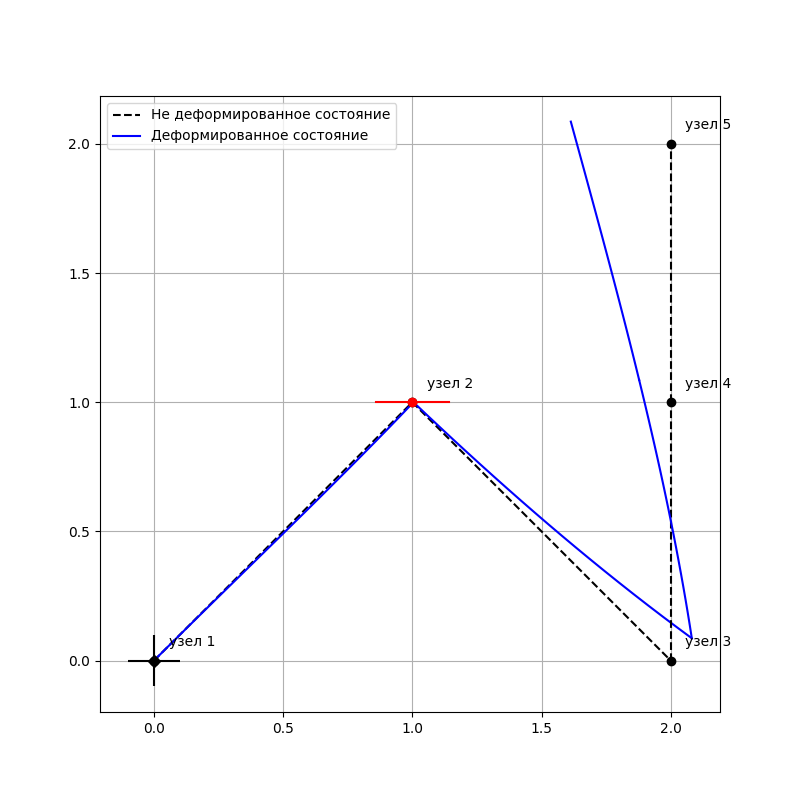 Не деформированное состояние
Деформированное состояние
узел 5
2.0
1.5
узел 4
узел 2
1.0
0.5
узел 1
узел 3
0.0
0.0 0.5 1.0 1.5 2.0